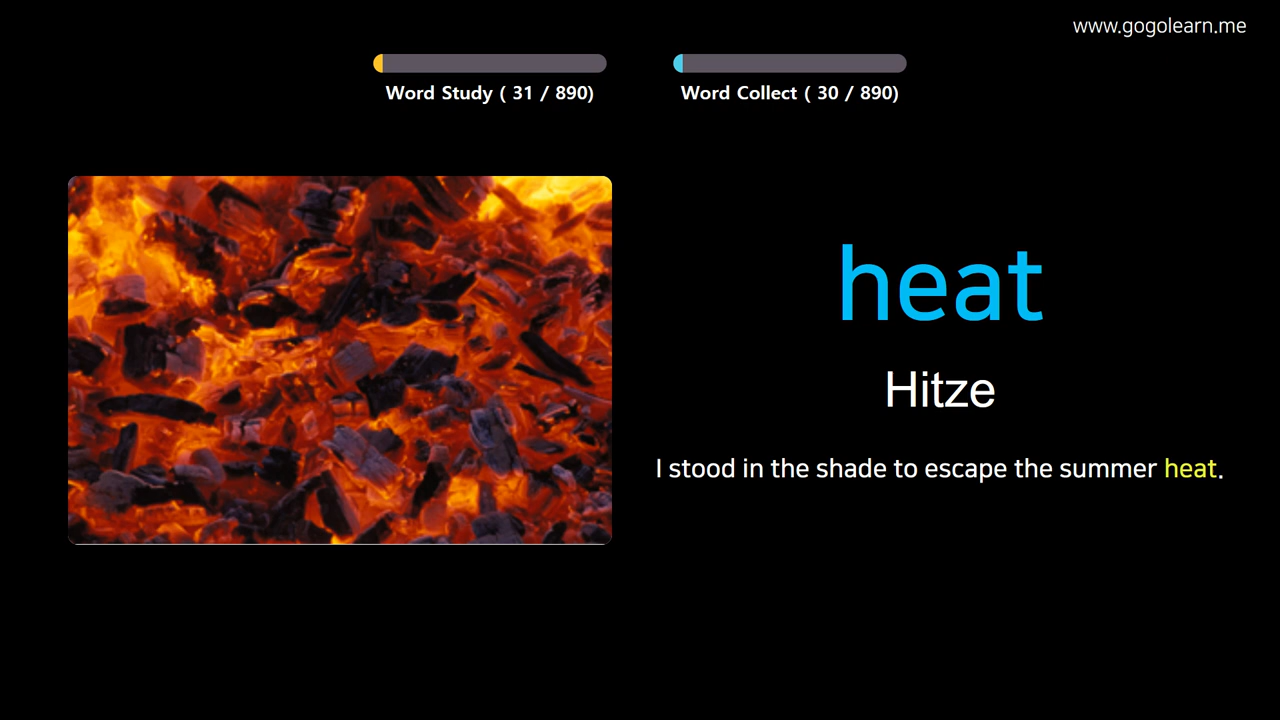 www.gogolearn.me
Word Study ( 31 / 890)
Word Collect ( 30 / 890)
heat
Hitze
I stood in the shade to escape the summer heat.